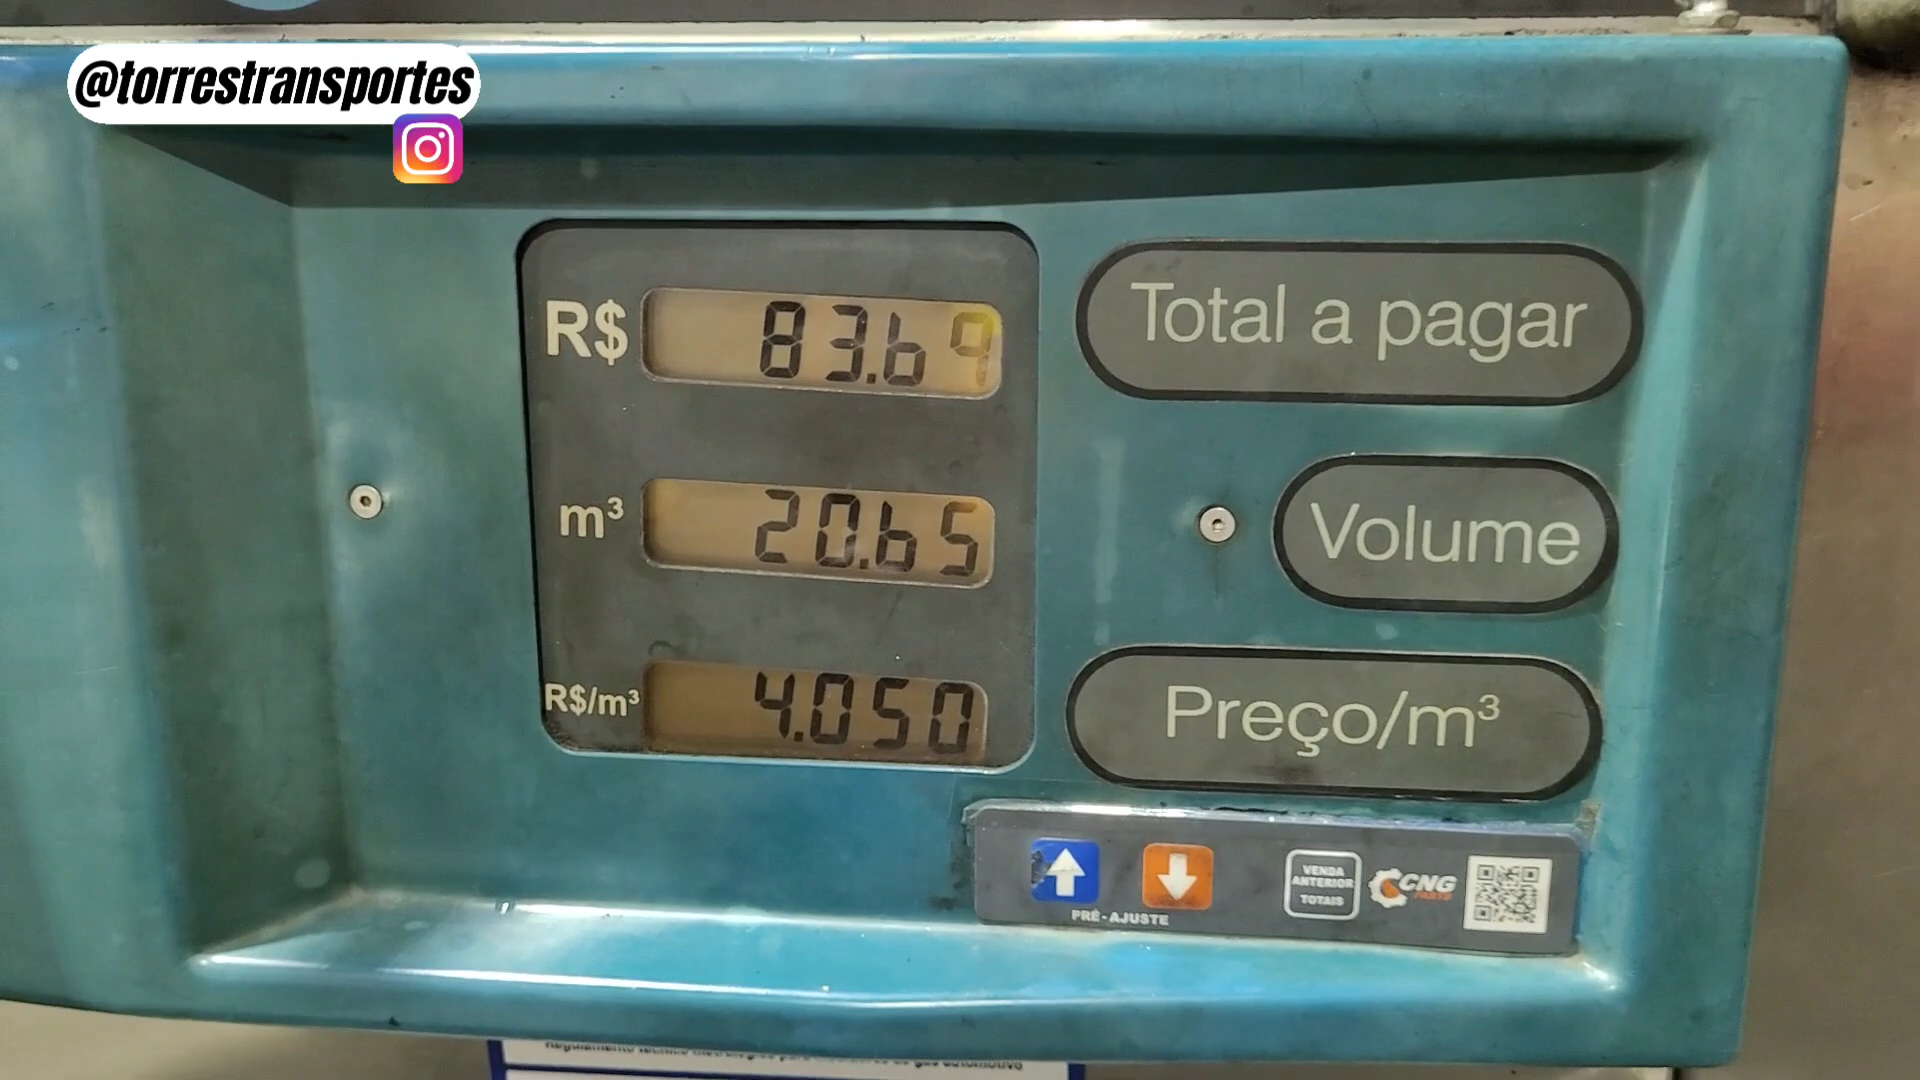 @torrestransportes
R$ 83.69 Total a pagar
m³ 20.65 Volume
R$/m³ 4.050 Preço/m³
PRÉ-AJUSTE
VENDA
ANTERIOR
TOTAIS
CNG
PARTS